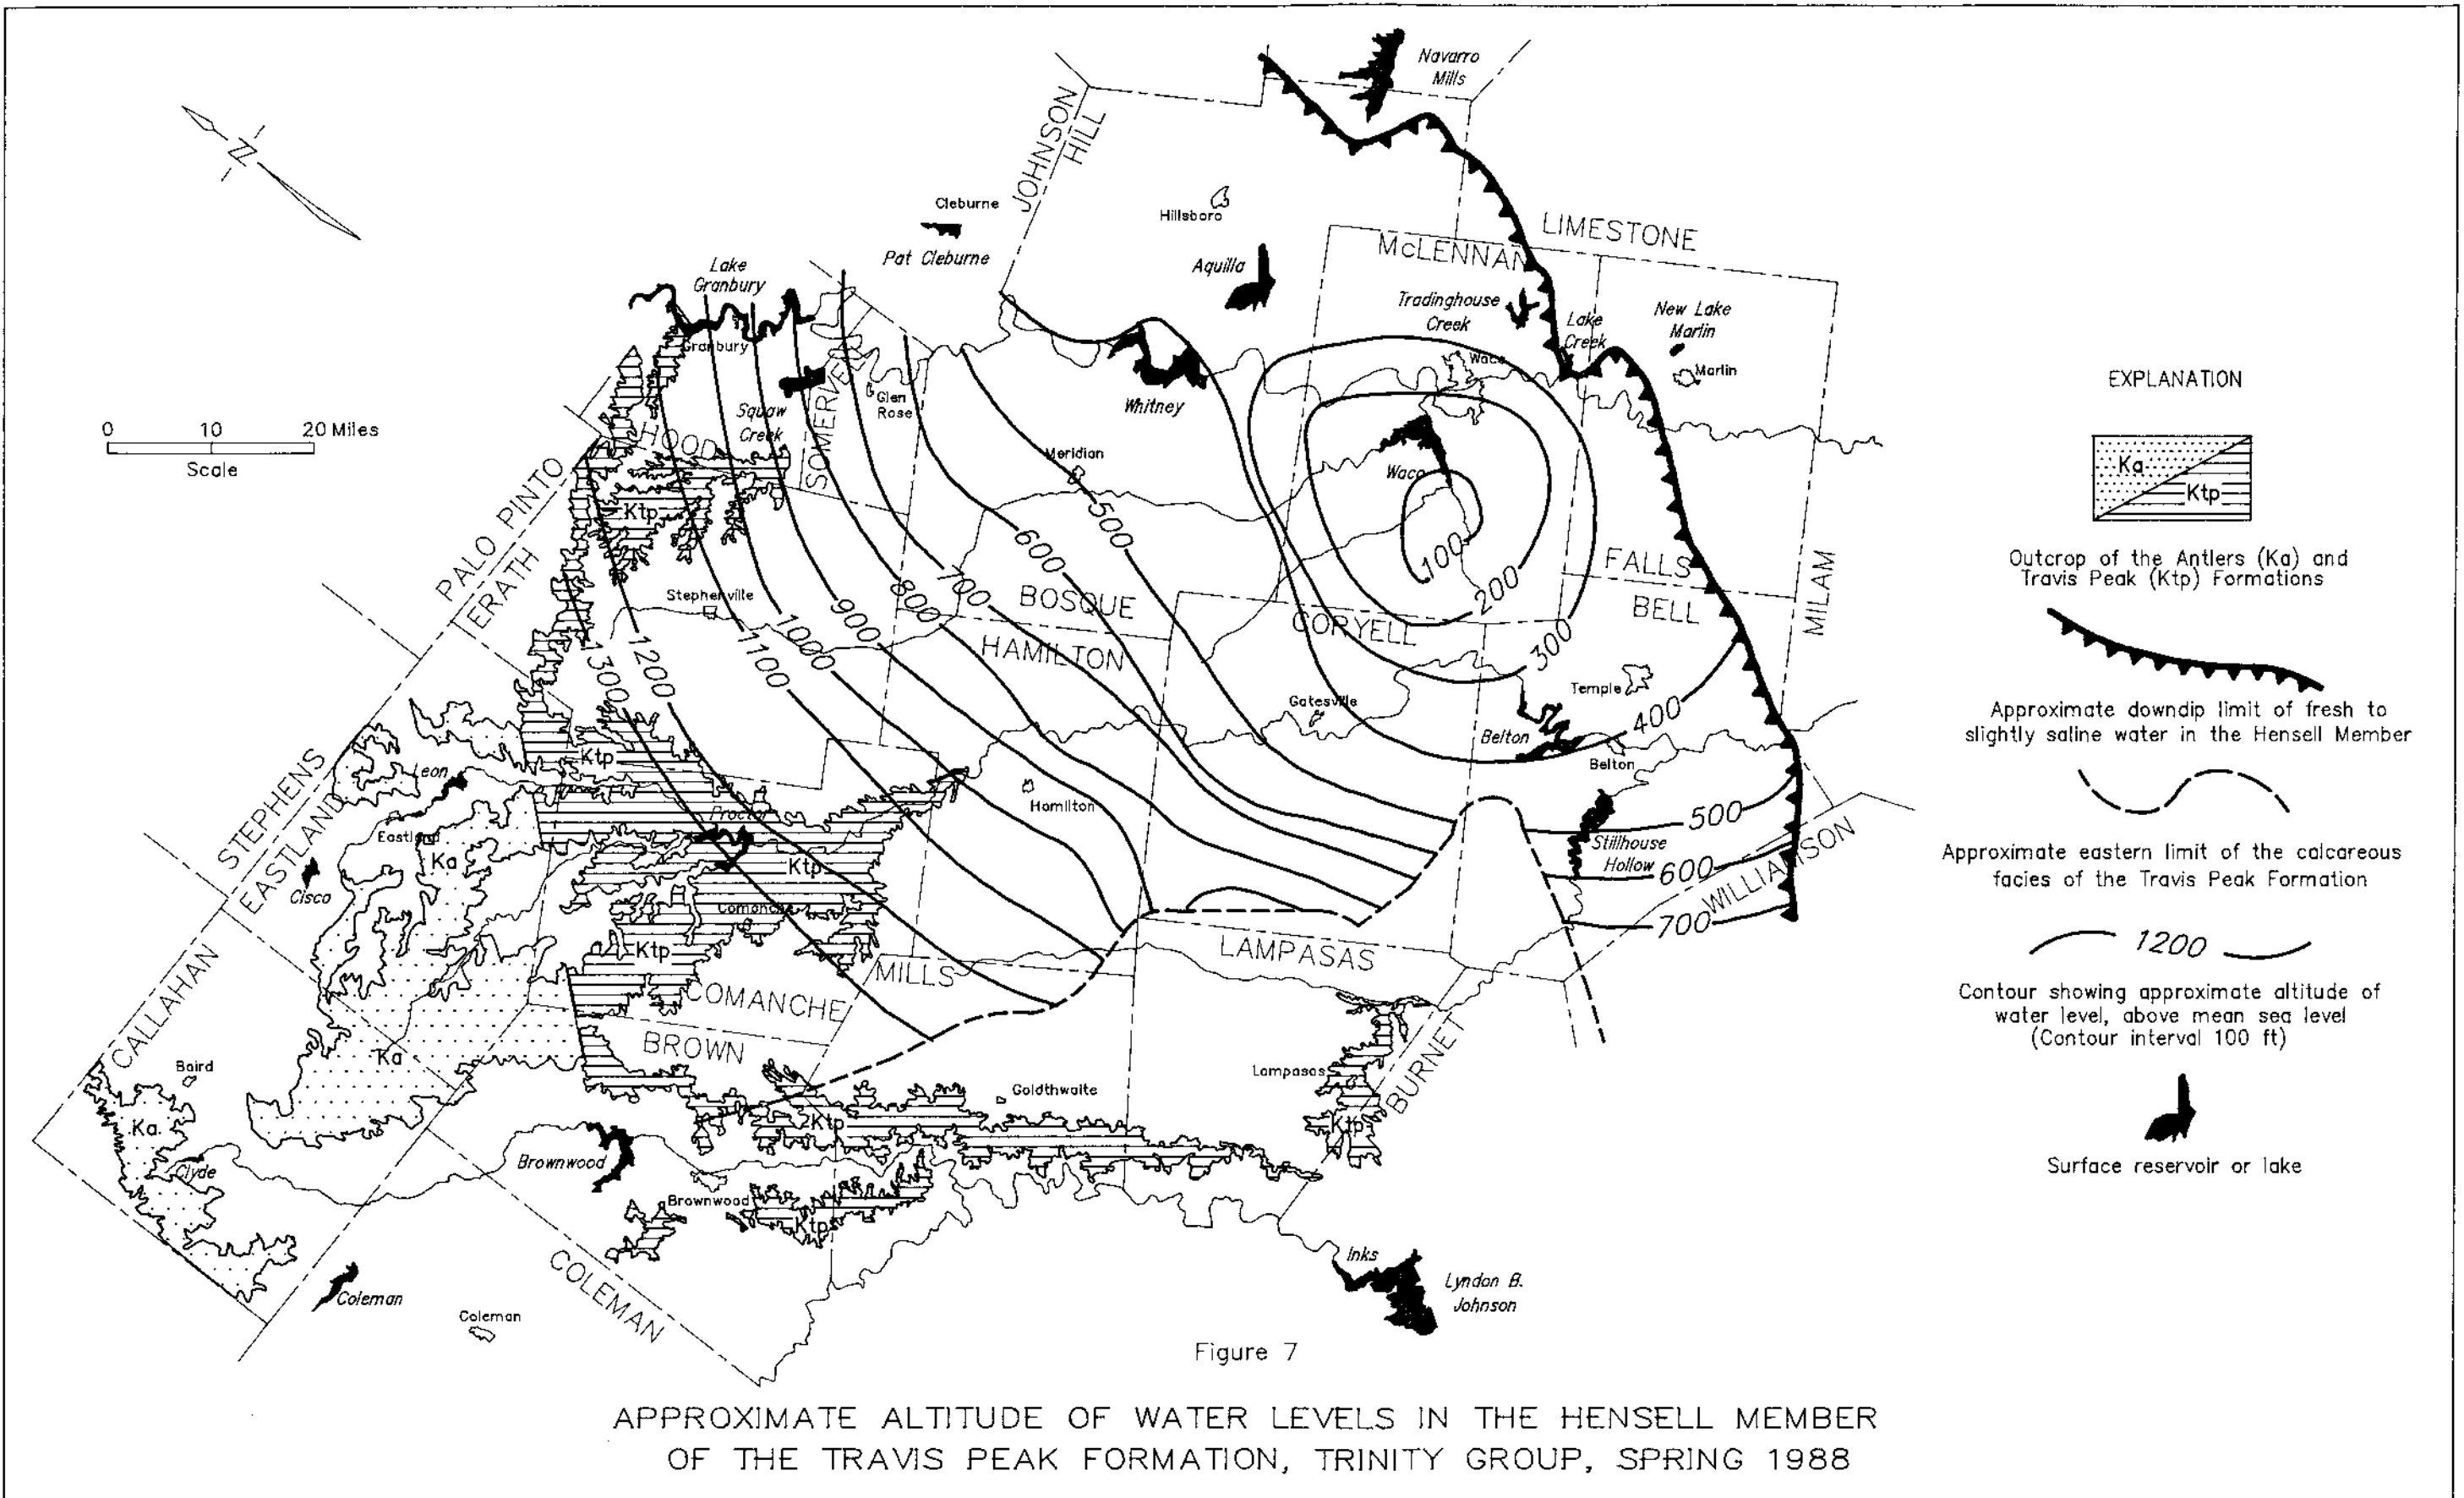 Navarro
Mills
JOHNSON
HILL
N
Cleburne
Pat Cleburne
Hillsboro
Aquilla
LIMESTONE
McLENNAN
Tradinghouse
Creek
Lake
Creek
New Lake
Marlin
Marlin
Waco
Lake
Granbury
Granbury
Whitney
Glen
Rose
Squaw
Creek
HOOD
SOMERVELL
0 10 20 Miles
Scale
PALO PINTO
ERATH
Ktp
Meridian
Waco
500
600
700
800
900
1000
1100
1200
1300
100
200
300
400
Stephenville
BOSQUE
HAMILTON
CORYELL
FALLS
BELL
MILAM
Gatesville
Temple
Belton
Belton
500
600
700
Stillhouse
Hollow
WILLIAMSON
STEPHENS
EASTLAND
Leon
Eastland
Cisco
Ka
Ktp
Proctor
Ktp
Hamilton
Comanche
Ktp
MILLS
LAMPASAS
COMANCHE
BROWN
CALLAHAN
Baird
Ka
Ka
Clyde
Goldthwaite
Lampasas
BURNET
Ktp
Ktp
Brownwood
Brownwood
Ktp
COLEMAN
Coleman
Coleman
Inks
Lyndon B.
Johnson
EXPLANATION
Ka
Ktp
Outcrop of the Antlers (Ka) and
Travis Peak (Ktp) Formations
Approximate downdip limit of fresh to
slightly saline water in the Hensell Member
Approximate eastern limit of the calcareous
facies of the Travis Peak Formation
1200
Contour showing approximate altitude of
water level, above mean sea level
(Contour interval 100 ft)
Surface reservoir or lake
Figure 7
APPROXIMATE ALTITUDE OF WATER LEVELS IN THE HENSELL MEMBER
OF THE TRAVIS PEAK FORMATION, TRINITY GROUP, SPRING 1988